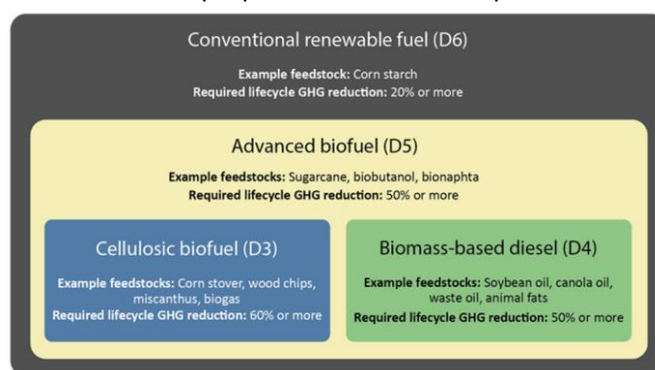 Conventional renewable fuel (D6)
Example feedstock: Corn starch
Required lifecycle GHG reduction: 20% or more
Advanced biofuel (D5)
Example feedstocks: Sugarcane, biobutanol, bionaphta
Required lifecycle GHG reduction: 50% or more
Cellulosic biofuel (D3)
Example feedstocks: Corn stover, wood chips,
miscanthus, biogas
Required lifecycle GHG reduction: 60% or more
Biomass-based diesel (D4)
Example feedstocks: Soybean oil, canola oil,
waste oil, animal fats
Required lifecycle GHG reduction: 50% or more